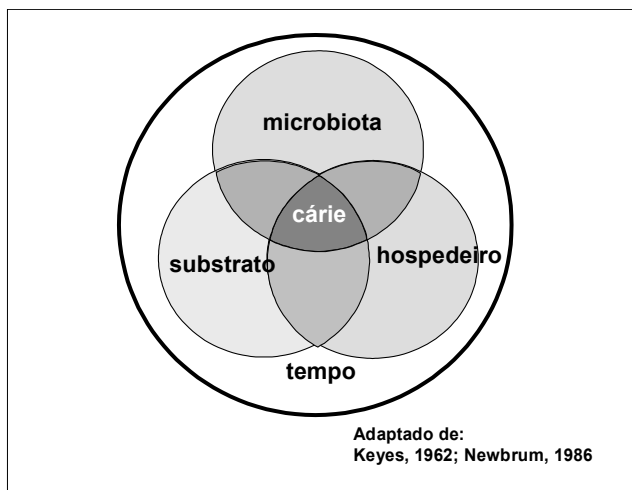 microbiota
cárie
substrato
hospedeiro
tempo
Adaptado de:
Keyes, 1962; Newbrum, 1986